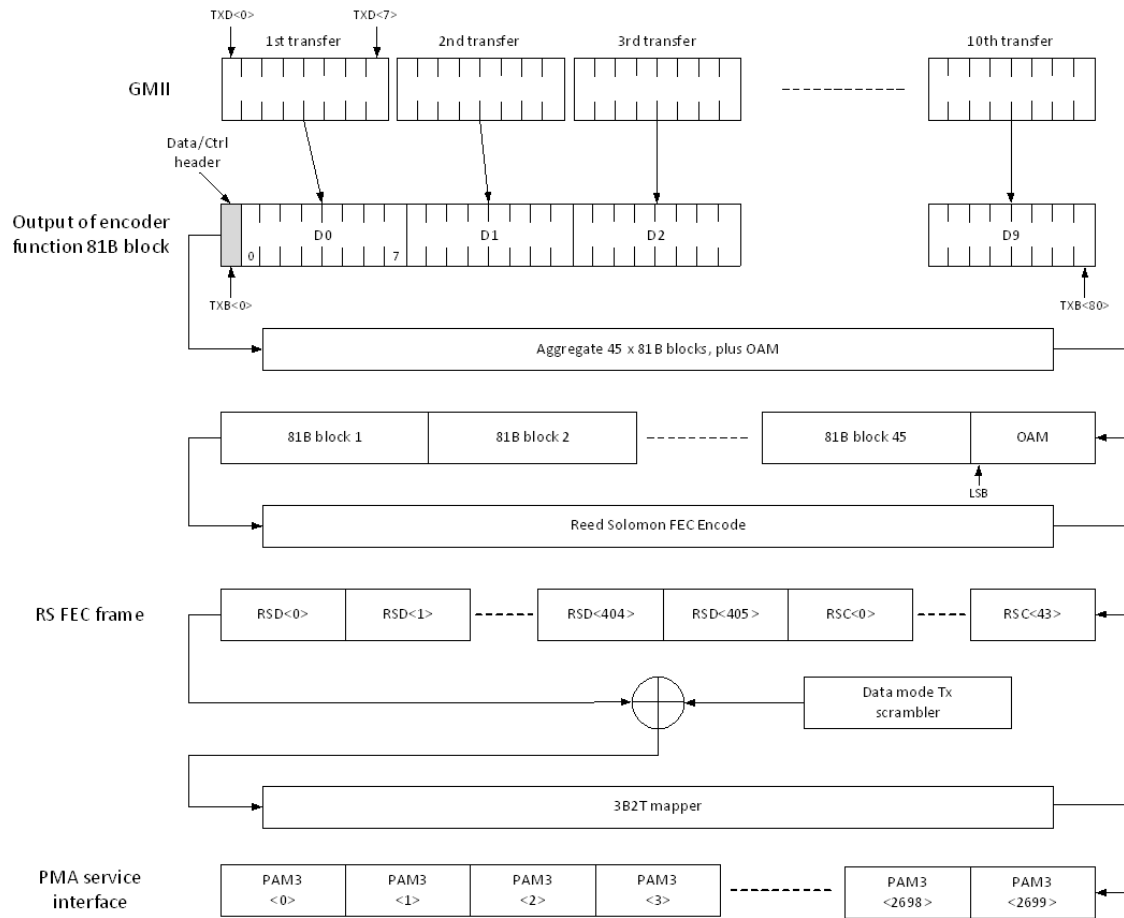 TXD<0>
TXD<7>
1st transfer
2nd transfer
3rd transfer
10th transfer
GMII
Data/Ctrl
header
Output of encoder
function 81B block
D0
D1
D2
D9
0
7
TXB<0>
TXB<80>
Aggregate 45 x 81B blocks, plus OAM
81B block 1
81B block 2
81B block 45
OAM
LSB
Reed Solomon FEC Encode
RS FEC frame
RSD<0>
RSD<1>
RSD<404>
RSD<405>
RSC<0>
RSC<43>
Data mode Tx
scrambler
3B2T mapper
PMA service
interface
PAM3
<0>
PAM3
<1>
PAM3
<2>
PAM3
<3>
PAM3
<2698>
PAM3
<2699>